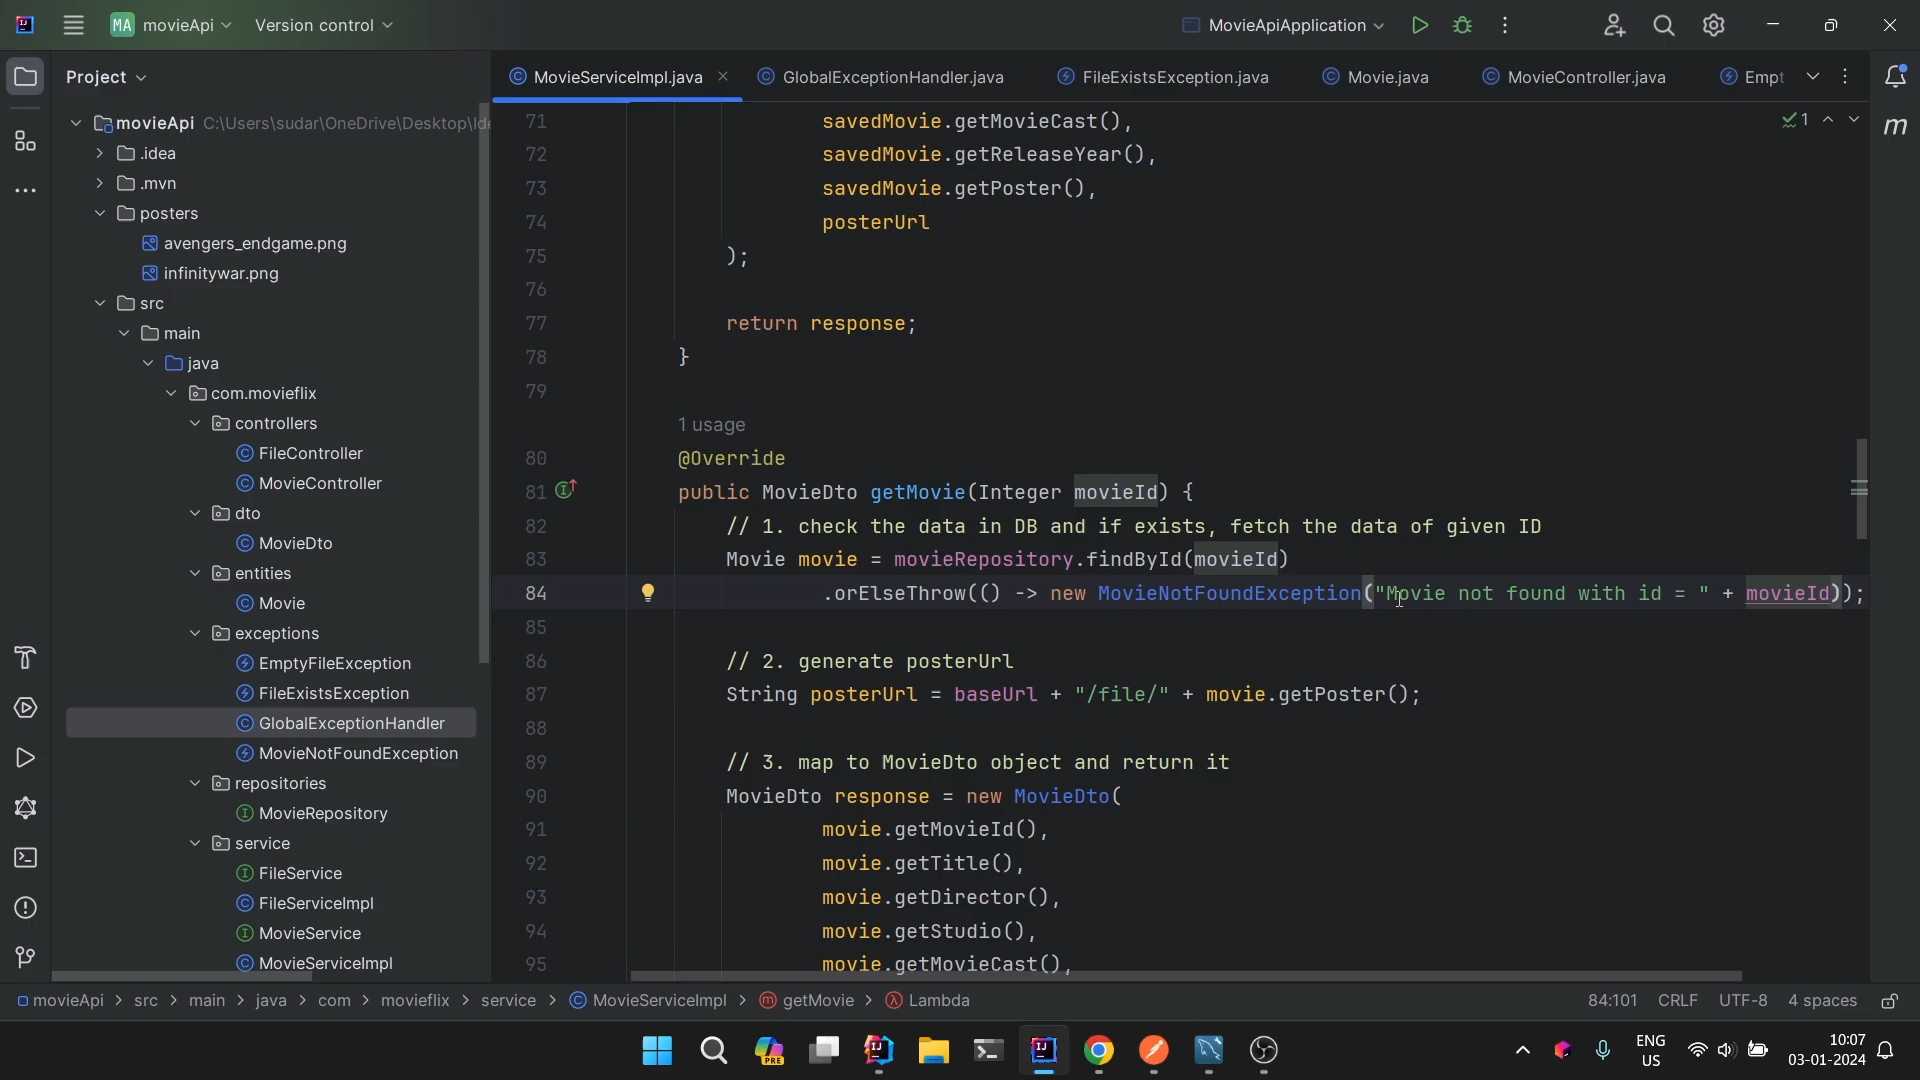 MA movieApi Version control MovieApiApplication
Project
MovieServiceImpl.java GlobalExceptionHandler.java FileExistsException.java Movie.java MovieController.java Empt
movieApi C:\Users\sudar\OneDrive\Desktop\Ide
.idea
.mvn
posters
avengers_endgame.png
infinitywar.png
src
main
java
com.movieflix
controllers
FileController
MovieController
dto
MovieDto
entities
Movie
exceptions
EmptyFileException
FileExistsException
GlobalExceptionHandler
MovieNotFoundException
repositories
MovieRepository
service
FileService
FileServiceImpl
MovieService
MovieServiceImpl
71 savedMovie.getMovieCast(),
1
72 savedMovie.getReleaseYear(),
73 savedMovie.getPoster(),
74 posterUrl
75 );
76
77 return response;
78 }
79
1 usage
80 @Override
81 public MovieDto getMovie(Integer movieId) {
82 // 1. check the data in DB and if exists, fetch the data of given ID
83 Movie movie = movieRepository.findById(movieId)
84 .orElseThrow(() -> new MovieNotFoundException("Movie not found with id = " + movieId));
85
86 // 2. generate posterUrl
87 String posterUrl = baseUrl + "/file/" + movie.getPoster();
88
89 // 3. map to MovieDto object and return it
90 MovieDto response = new MovieDto(
91 movie.getMovieId(),
92 movie.getTitle(),
93 movie.getDirector(),
94 movie.getStudio(),
95 movie.getMovieCast(),
m
movieApi > src > main > java > com > movieflix > service > MovieServiceImpl > getMovie > Lambda
84:101 CRLF UTF-8 4 spaces
PRE
ENG
US
10:07
03-01-2024